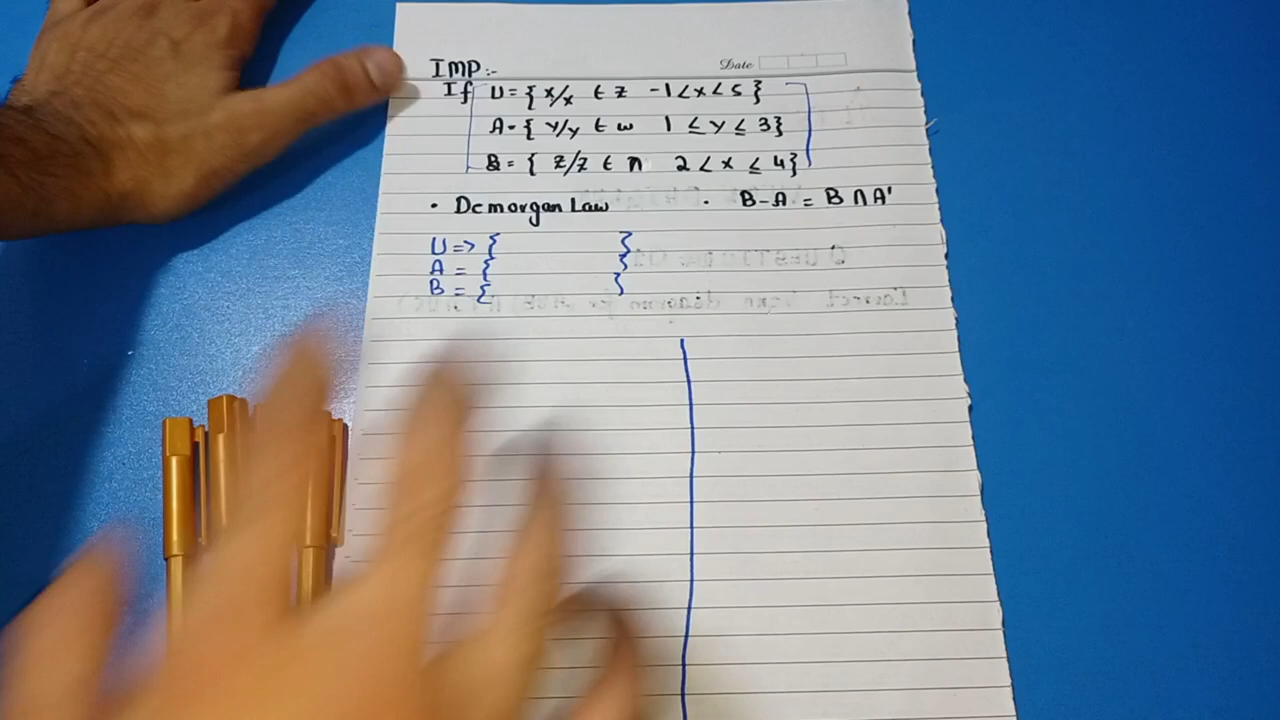 IMP:-
Date
If U = { x/x ∈ z -1 < x < 5 }
A = { y/y ∈ w 1 ≤ y ≤ 3}
B = { z/z ∈ n 2 < x ≤ 4}
• Demorgan Law • B-A = B ∩ A'
U => { }
A = { }
B = { }